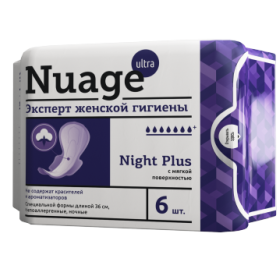 Nuage
ultra
Эксперт женской гигиены
Night Plus
с мягкой
поверхностью
Не содержат красителей
и ароматизаторов
Специальной формы длиной 36 см,
гипоаллергенные, ночные
6 шт.